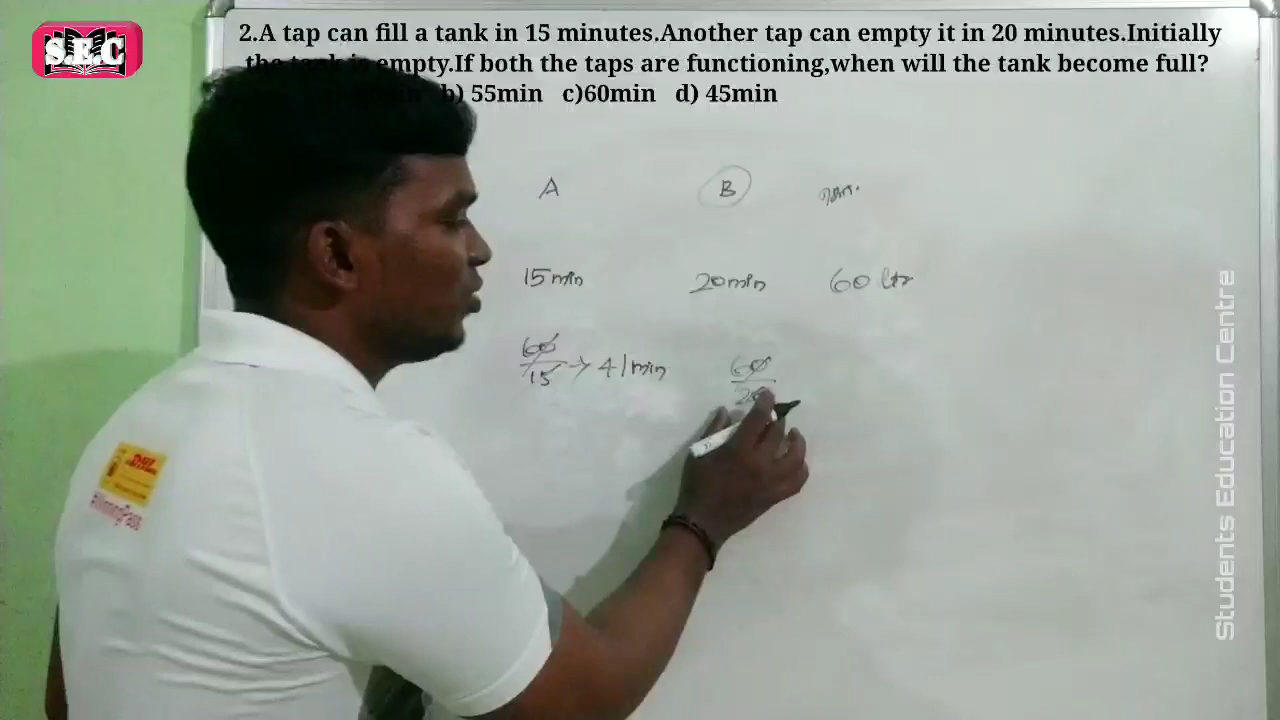 S.E.C
2.A tap can fill a tank in 15 minutes.Another tap can empty it in 20 minutes.Initially
empty.If both the taps are functioning,when will the tank become full?
b) 55min c)60min d) 45min
A B
15min 20min 60 ltr
60 60
15 → 4/min 20
DHL
Students Education Centre